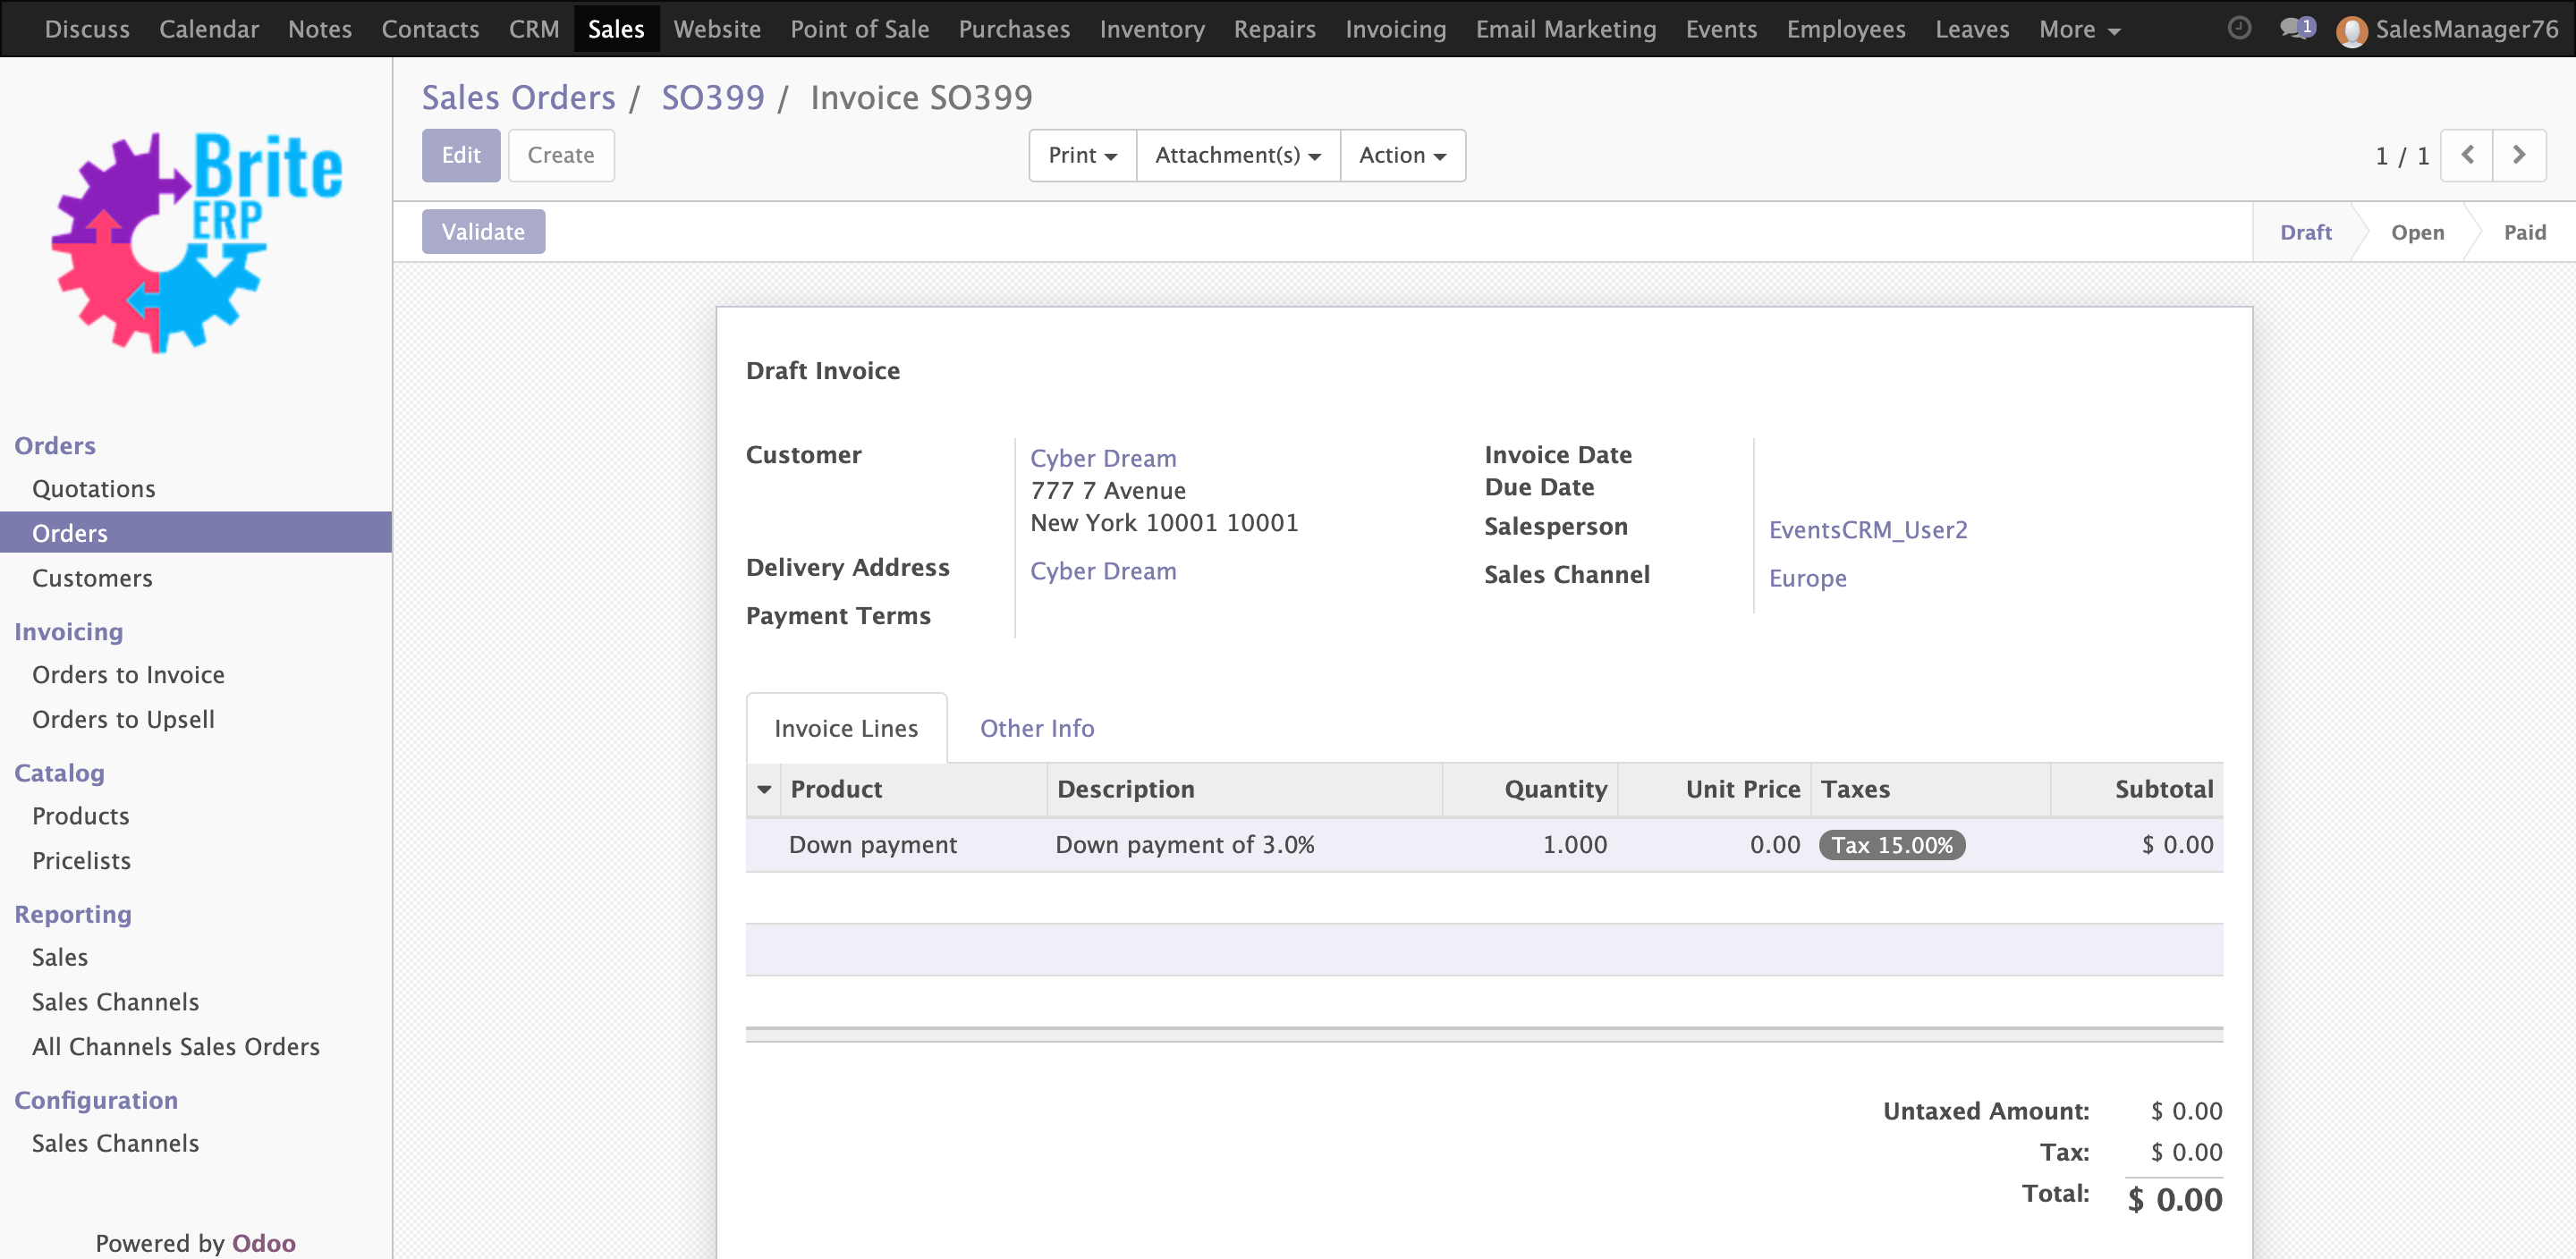 Discuss Calendar Notes Contacts CRM Sales Website Point of Sale Purchases Inventory Repairs Invoicing Email Marketing Events Employees Leaves More 1 SalesManager76
Brite
ERP
Orders
Quotations
Orders
Customers
Invoicing
Orders to Invoice
Orders to Upsell
Catalog
Products
Pricelists
Reporting
Sales
Sales Channels
All Channels Sales Orders
Configuration
Sales Channels
Powered by Odoo
Sales Orders / SO399 / Invoice SO399
Edit Create Print Attachment(s) Action 1 / 1
Validate Draft Open Paid
Draft Invoice
Customer Cyber Dream
777 7 Avenue
New York 10001 10001
Delivery Address Cyber Dream
Payment Terms
Invoice Date
Due Date
Salesperson EventsCRM_User2
Sales Channel Europe
Invoice Lines Other Info
Product Description Quantity Unit Price Taxes Subtotal
Down payment Down payment of 3.0% 1.000 0.00 Tax 15.00% $ 0.00
Untaxed Amount: $ 0.00
Tax: $ 0.00
Total: $ 0.00